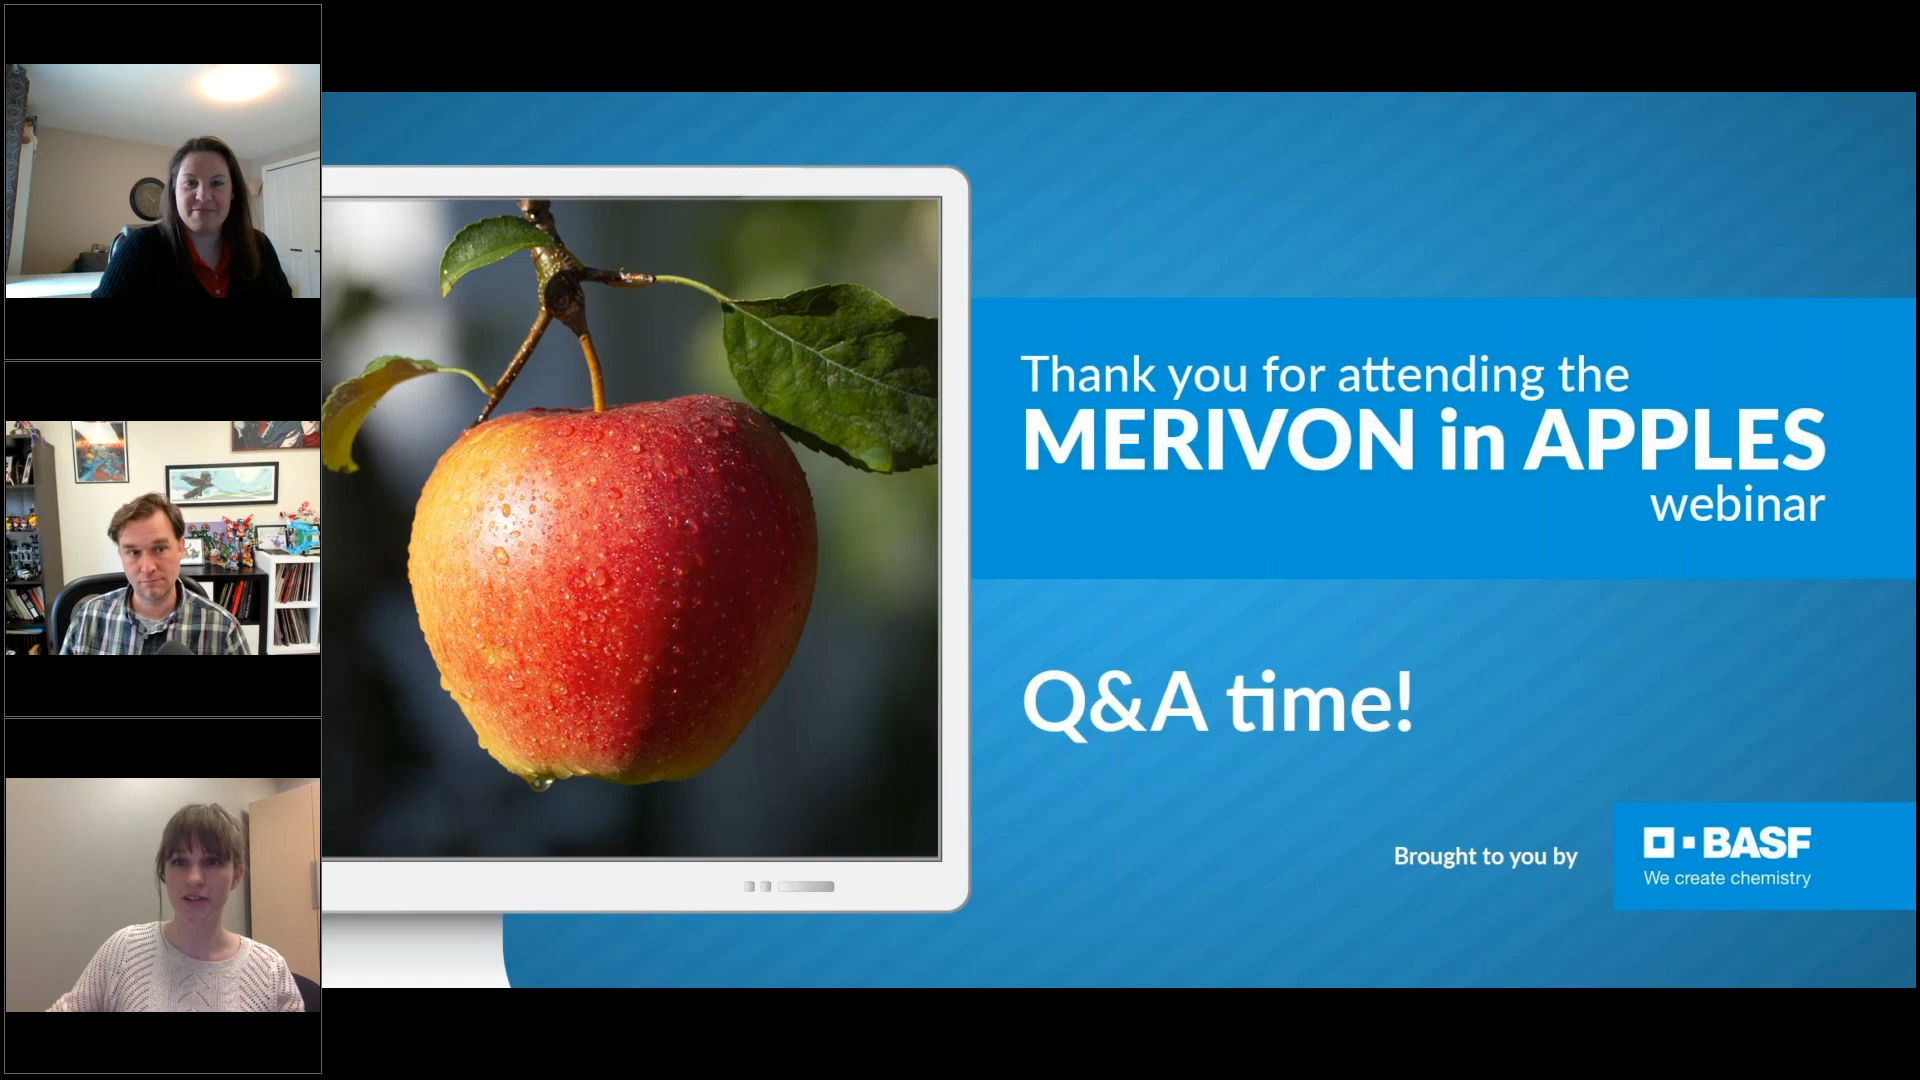 Thank you for attending the
MERIVON in APPLES
webinar
Q&A time!
Brought to you by
BASF
We create chemistry